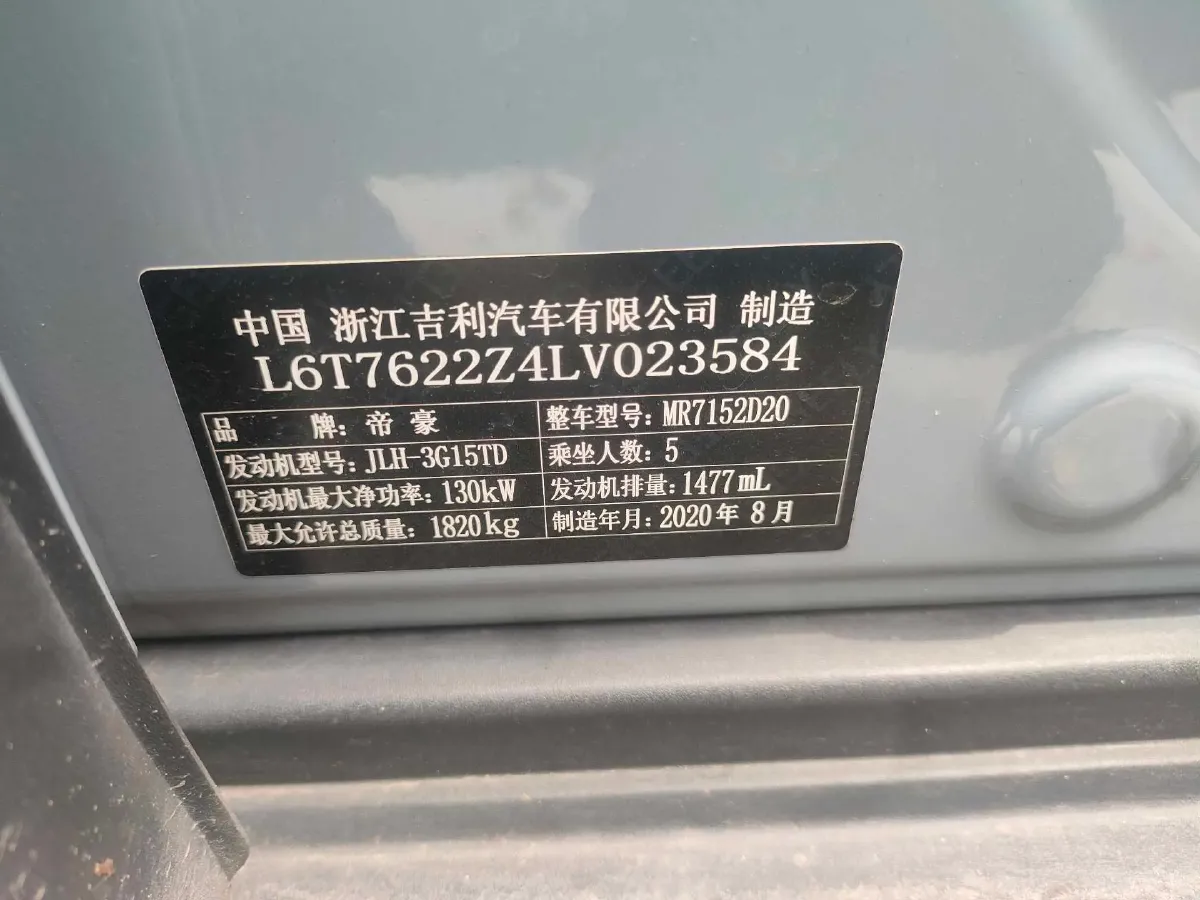 中国 浙江吉利汽车有限公司 制造
L6T7622Z4LV023584
品 牌: 帝豪 整车型号: MR7152D20
发动机型号: JLH-3G15TD 乘坐人数: 5
发动机最大净功率: 130kW 发动机排量: 1477mL
最大允许总质量: 1820kg 制造年月: 2020年8月